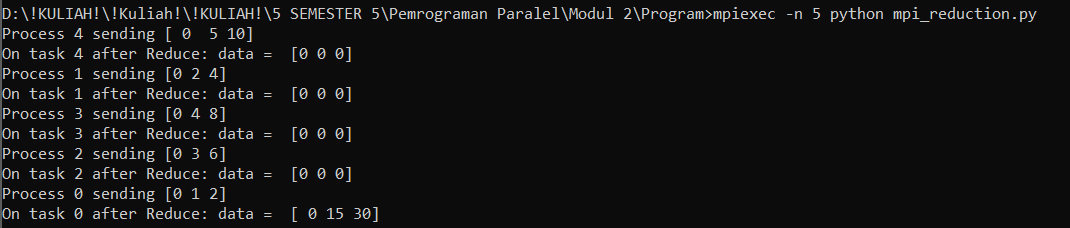 D:\!KULIAH!\!Kuliah!\!KULIAH!\5 SEMESTER 5\Pemrograman Paralel\Modul 2\Program>mpiexec -n 5 python mpi_reduction.py
Process 4 sending [ 0  5 10]
On task 4 after Reduce: data =  [0 0 0]
Process 1 sending [0 2 4]
On task 1 after Reduce: data =  [0 0 0]
Process 3 sending [0 4 8]
On task 3 after Reduce: data =  [0 0 0]
Process 2 sending [0 3 6]
On task 2 after Reduce: data =  [0 0 0]
Process 0 sending [0 1 2]
On task 0 after Reduce: data =  [ 0 15 30]